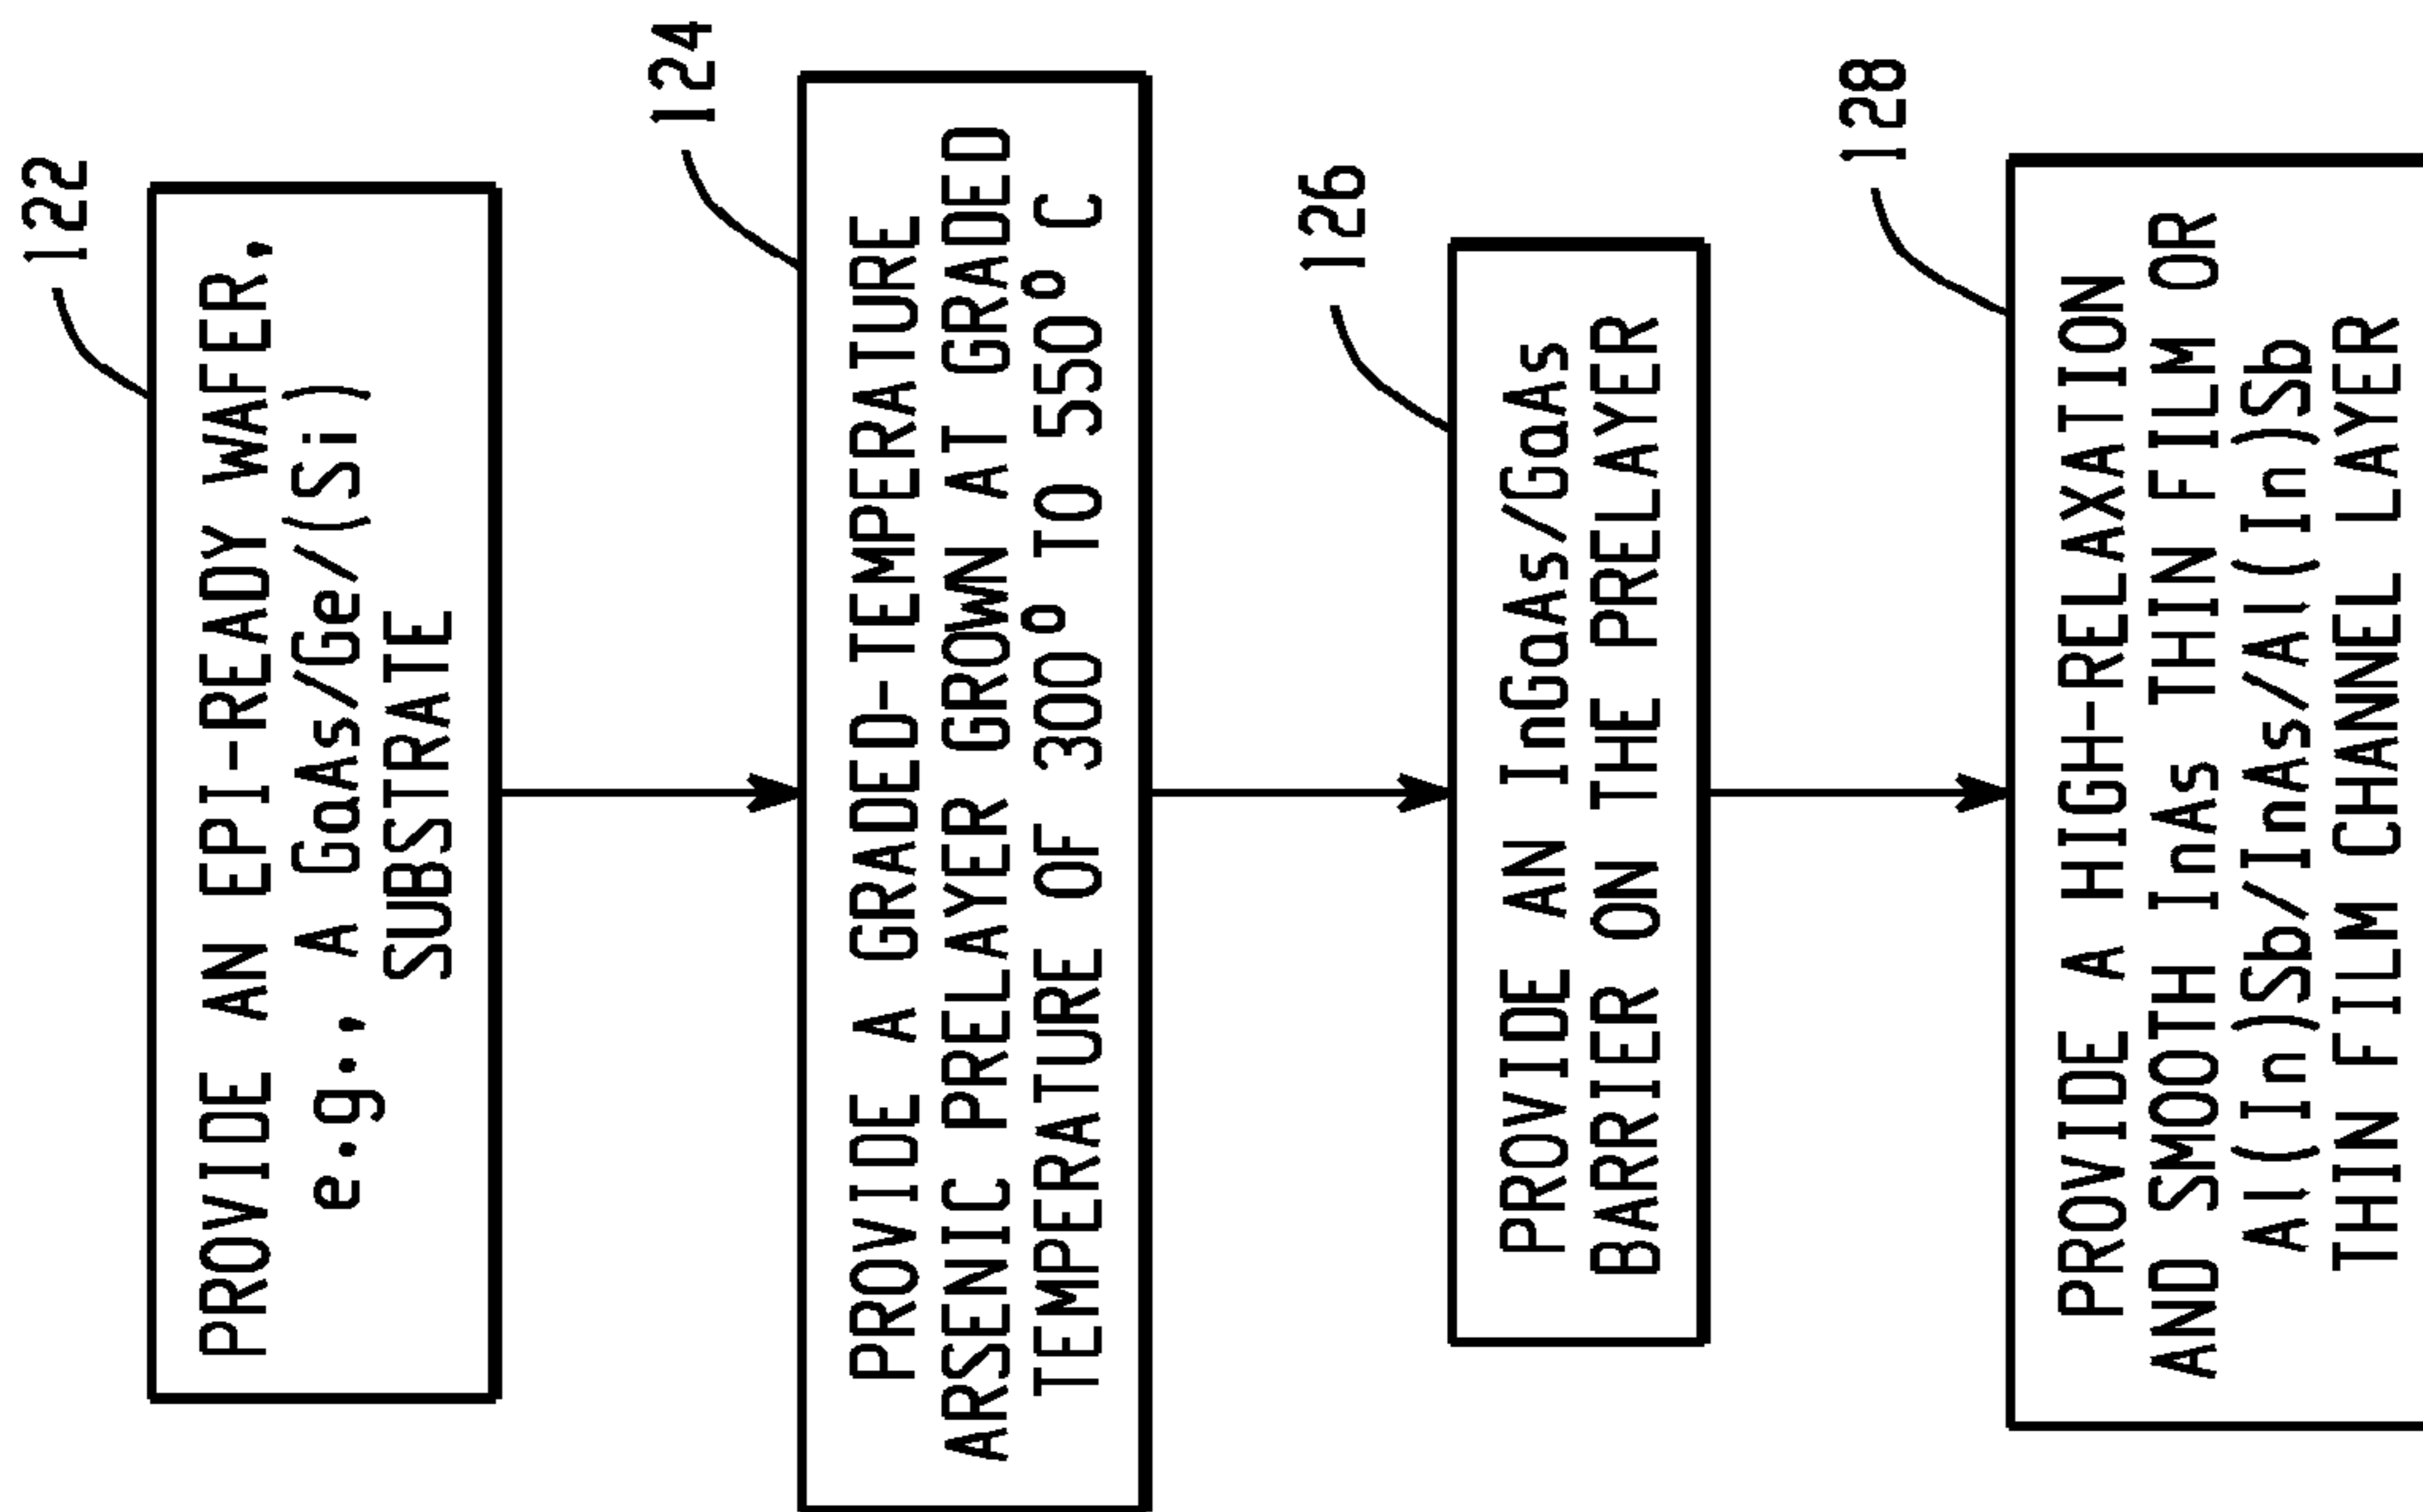 122
PROVIDE AN EPI-READY WAFER,
e.g., A GaAs/Ge/(Si)
SUBSTRATE
124
PROVIDE A GRADED-TEMPERATURE
ARSENIC PRELAYER GROWN AT GRADED
TEMPERATURE OF 300° TO 550° C
126
PROVIDE AN InGaAs/GaAs
BARRIER ON THE PRELAYER
128
PROVIDE A HIGH-RELAXATION
AND SMOOTH InAs THIN FILM OR
Al(In)Sb/InAs/Al(In)Sb
THIN FILM CHANNEL LAYER